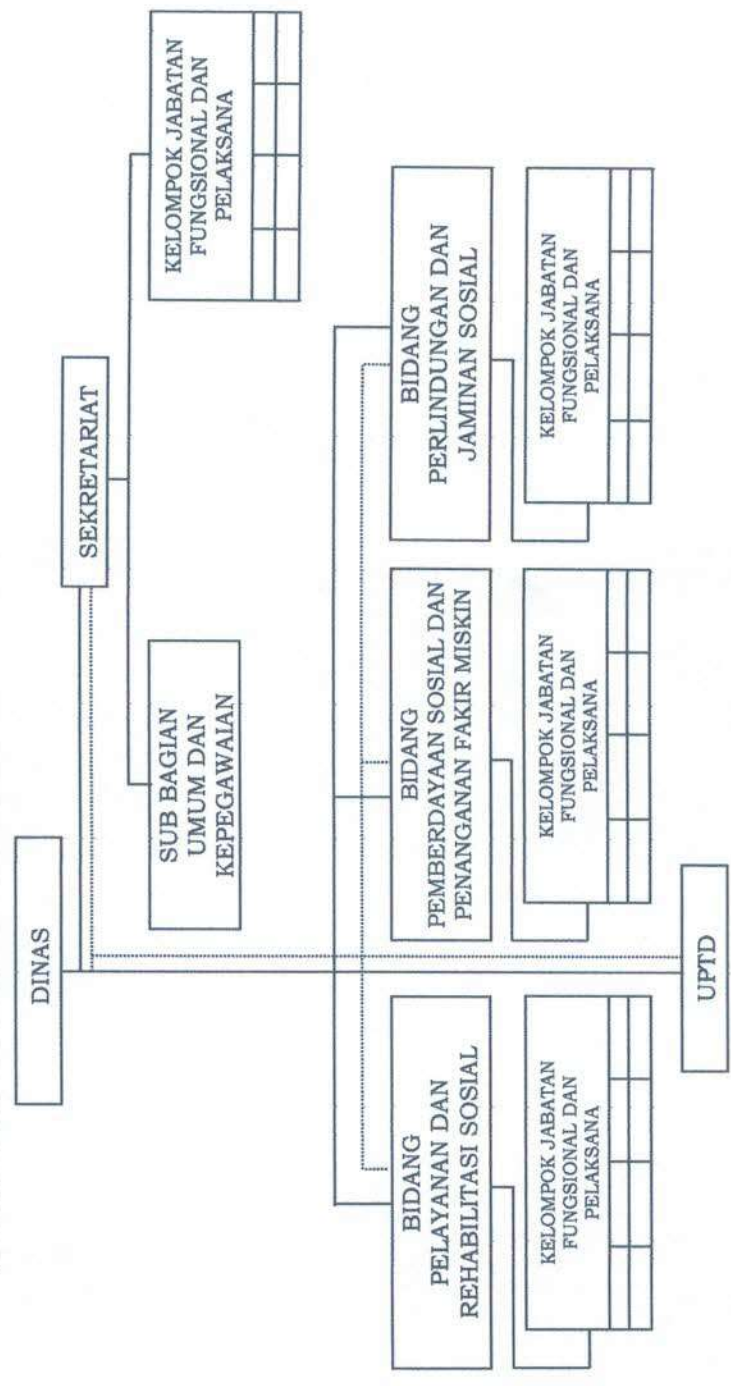 DINAS
SEKRETARIAT
SUB BAGIAN
UMUM DAN
KEPEGAWAIAN
KELOMPOK JABATAN
FUNGSIONAL DAN
PELAKSANA
BIDANG
PELAYANAN DAN
REHABILITASI SOSIAL
BIDANG
PEMBERDAYAAN SOSIAL DAN
PENANGANAN FAKIR MISKIN
BIDANG
PERLINDUNGAN DAN
JAMINAN SOSIAL
KELOMPOK JABATAN
FUNGSIONAL DAN
PELAKSANA
KELOMPOK JABATAN
FUNGSIONAL DAN
PELAKSANA
KELOMPOK JABATAN
FUNGSIONAL DAN
PELAKSANA
UPTD